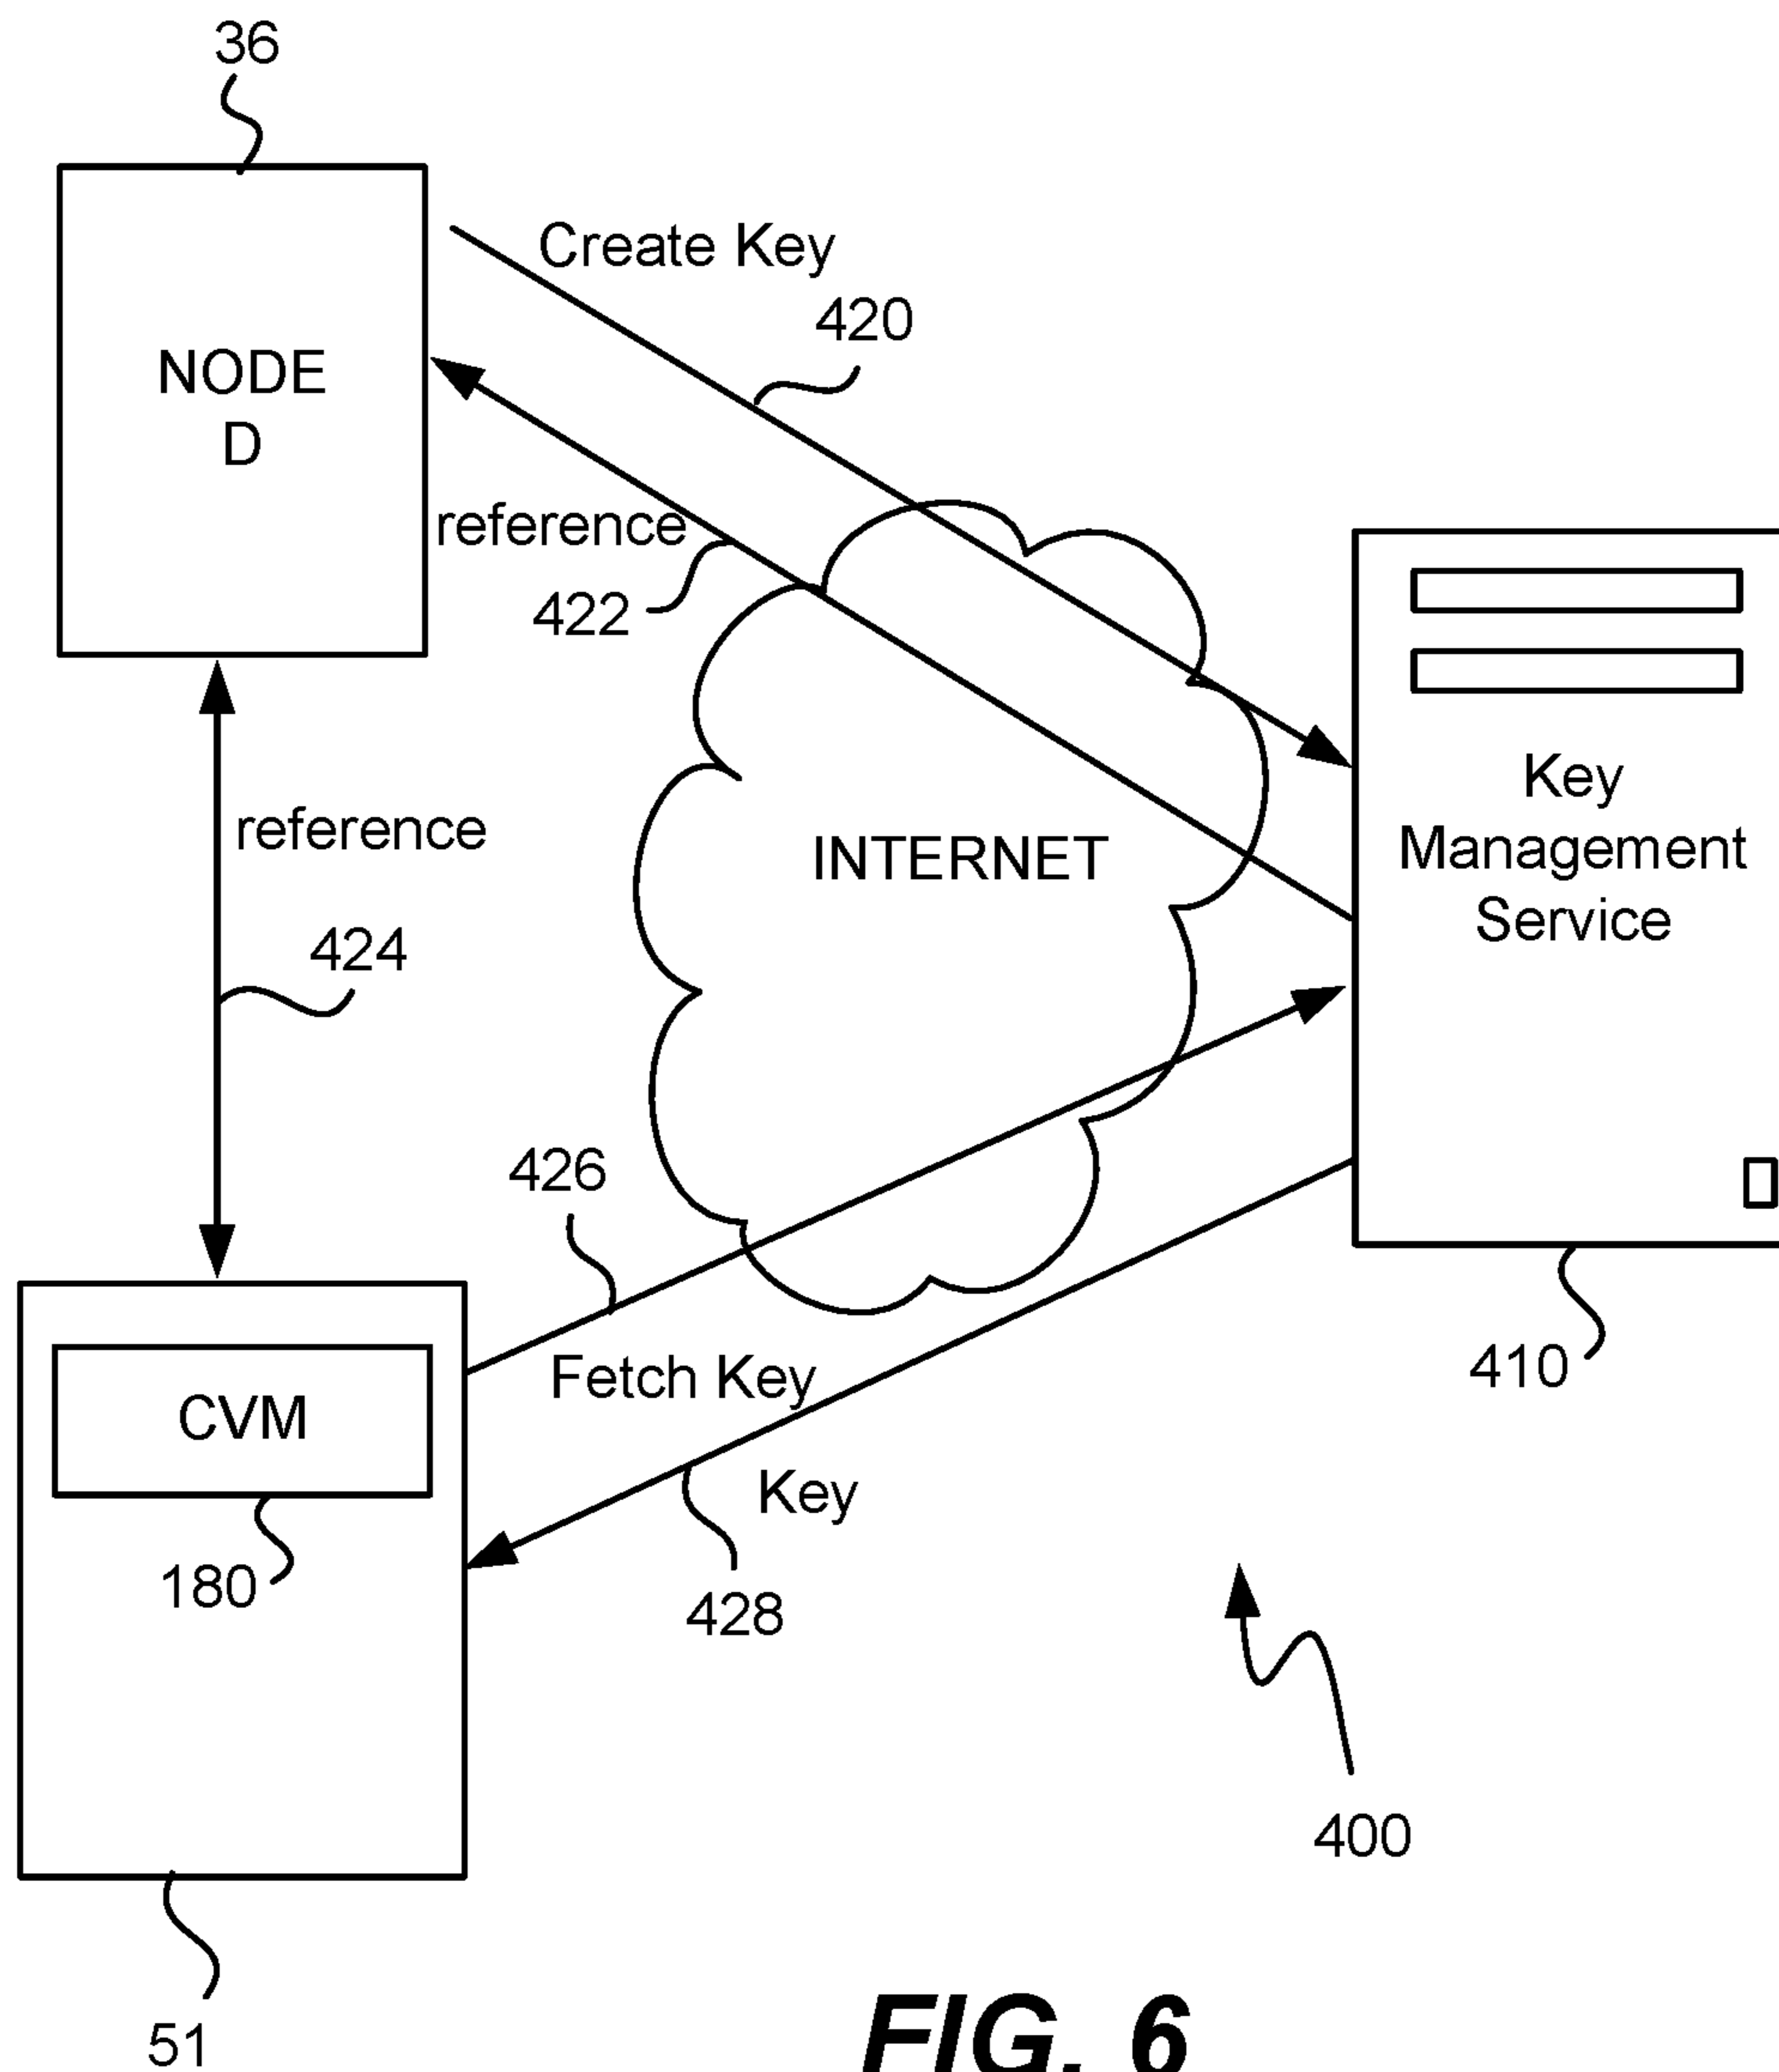 36
NODE
D
Create Key
420
reference
422
Key
Management
Service
INTERNET
reference
424
426
410
Fetch Key
CVM
Key
180
428
400
51
FIG. 6